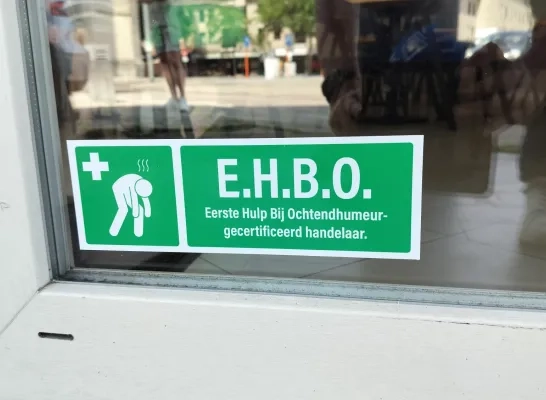 E.H.B.O.
Eerste Hulp Bij Ochtendhumeur-
gecertificeerd handelaar.